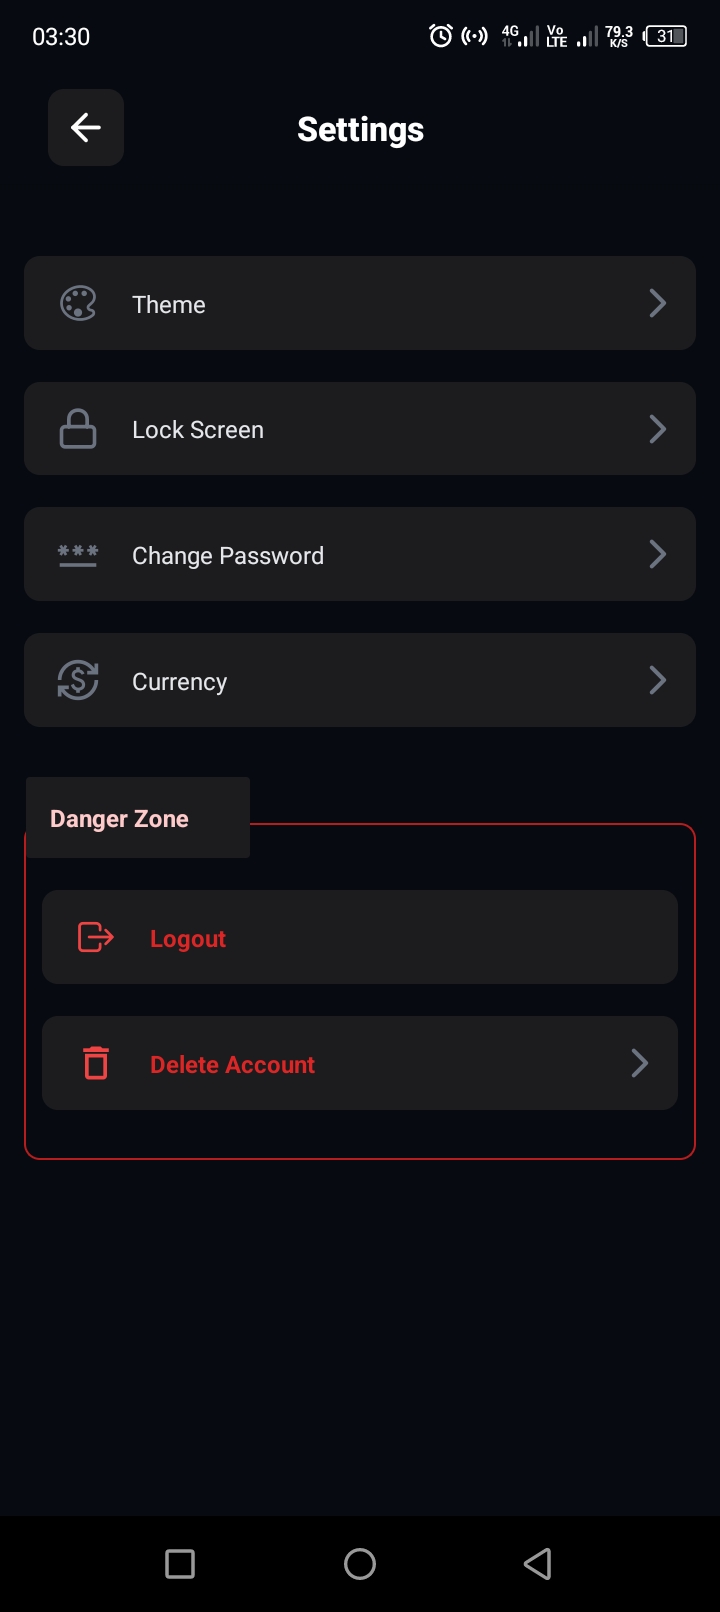 03:30 4G Vo LTE 79.3 K/S 31
Settings
Theme
Lock Screen
*** Change Password
Currency
Danger Zone
Logout
Delete Account